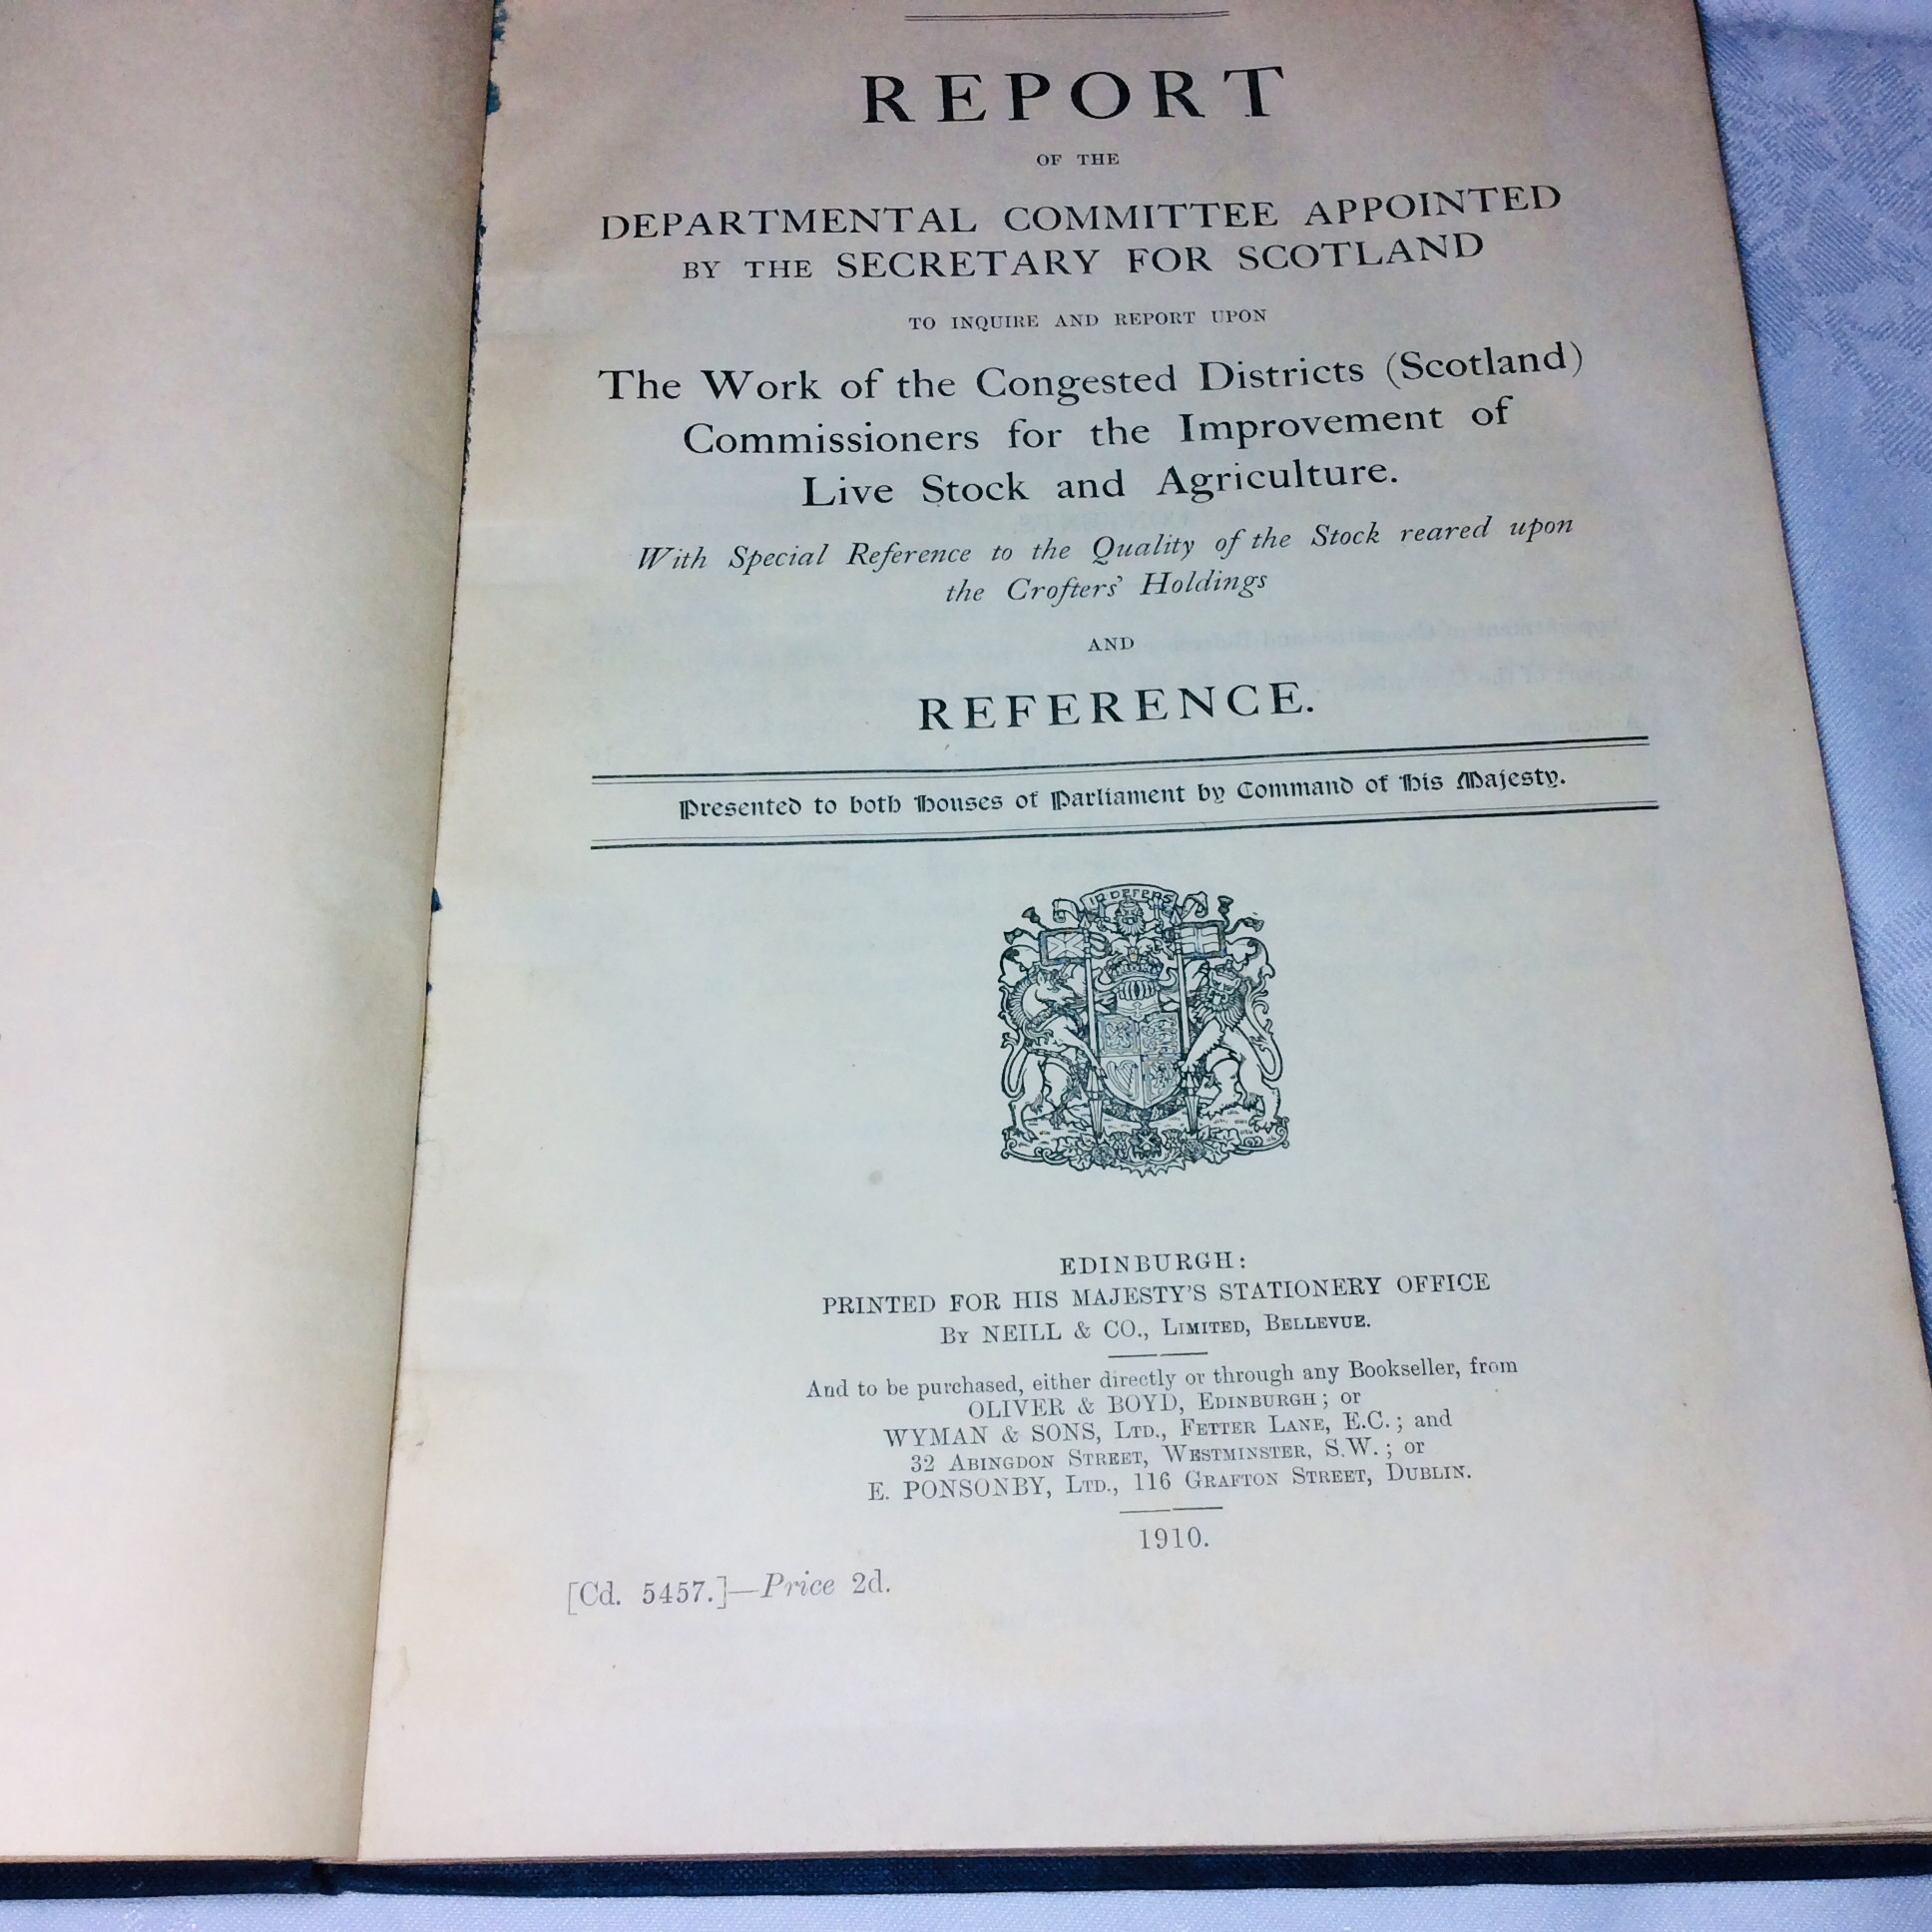 REPORT
OF THE
DEPARTMENTAL COMMITTEE APPOINTED
BY THE SECRETARY FOR SCOTLAND
TO INQUIRE AND REPORT UPON
The Work of the Congested Districts (Scotland)
Commissioners for the Improvement of
Live Stock and Agriculture.
With Special Reference to the Quality of the Stock reared upon
the Crofters' Holdings
AND
REFERENCE.
Presented to both Houses of Parliament by Command of His Majesty.
IN DEFENS
EDINBURGH:
PRINTED FOR HIS MAJESTY'S STATIONERY OFFICE
By NEILL & CO., Limited, Bellevue.
And to be purchased, either directly or through any Bookseller, from
OLIVER & BOYD, Edinburgh; or
WYMAN & SONS, Ltd., Fetter Lane, E.C.; and
32 Abingdon Street, Westminster, S.W.; or
E. PONSONBY, Ltd., 116 Grafton Street, Dublin.
1910.
[Cd. 5457.]—Price 2d.